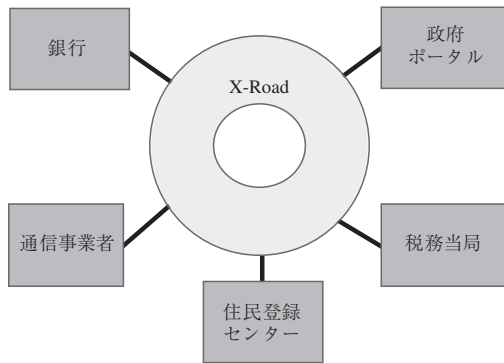 銀行
政府
ポータル
X-Road
通信事業者
税務当局
住民登録
センター